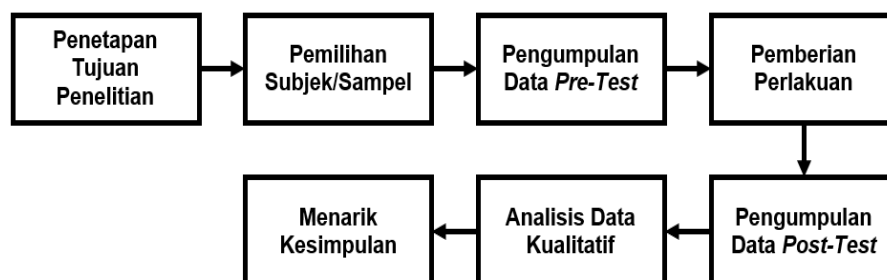 Penetapan
Tujuan
Penelitian
Pemilihan
Subjek/Sampel
Pengumpulan
Data Pre-Test
Pemberian
Perlakuan
Pengumpulan
Data Post-Test
Analisis Data
Kualitatif
Menarik
Kesimpulan